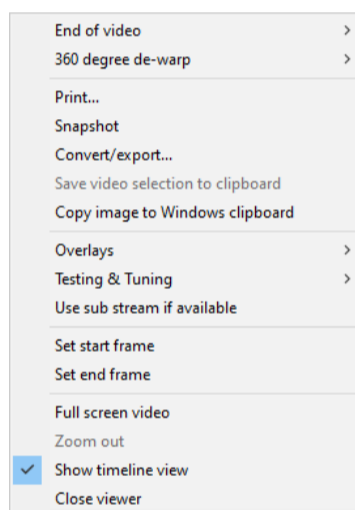 End of video
360 degree de-warp
Print...
Snapshot
Convert/export...
Save video selection to clipboard
Copy image to Windows clipboard
Overlays
Testing & Tuning
Use sub stream if available
Set start frame
Set end frame
Full screen video
Zoom out
Show timeline view
Close viewer